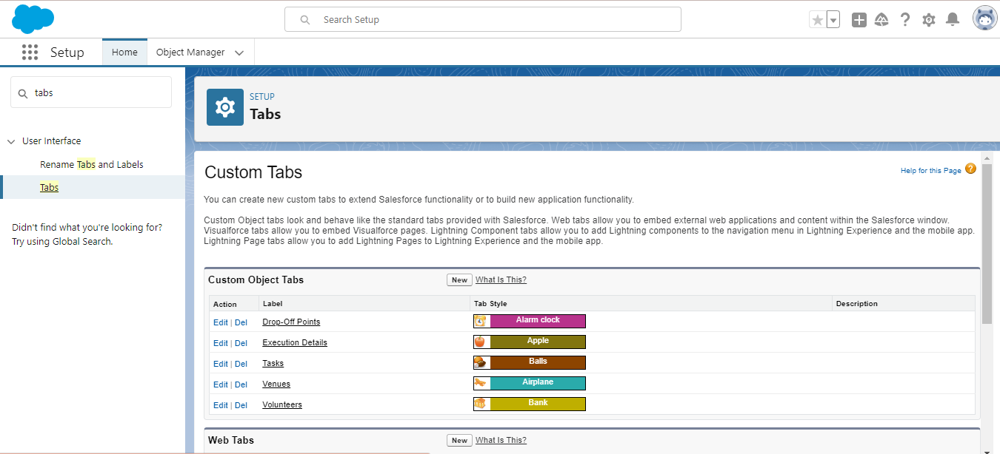 Search Setup
Setup
Home
Object Manager
tabs
User Interface
Rename Tabs and Labels
Tabs
Didn't find what you're looking for?
Try using Global Search.
SETUP
Tabs
Custom Tabs
Help for this Page ?
You can create new custom tabs to extend Salesforce functionality or to build new application functionality.
Custom Object tabs look and behave like the standard tabs provided with Salesforce. Web tabs allow you to embed external web applications and content within the Salesforce window.
Visualforce tabs allow you to embed Visualforce pages. Lightning Component tabs allow you to add Lightning components to the navigation menu in Lightning Experience and the mobile app.
Lightning Page tabs allow you to add Lightning Pages to Lightning Experience and the mobile app.
Custom Object Tabs New What Is This?
Action Label Tab Style Description
Edit | Del Drop-Off Points Alarm clock
Edit | Del Execution Details Apple
Edit | Del Tasks Balls
Edit | Del Venues Airplane
Edit | Del Volunteers Bank
Web Tabs New What Is This?